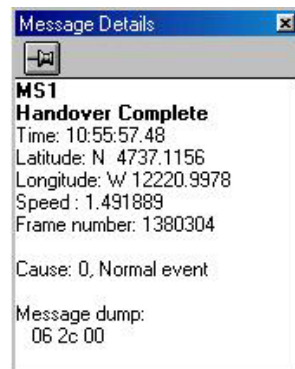 Message Details
MS1
Handover Complete
Time: 10:55:57.48
Latitude: N 4737.1156
Longitude: W 12220.9978
Speed : 1.491889
Frame number: 1380304
Cause: 0, Normal event
Message dump:
06 2c 00